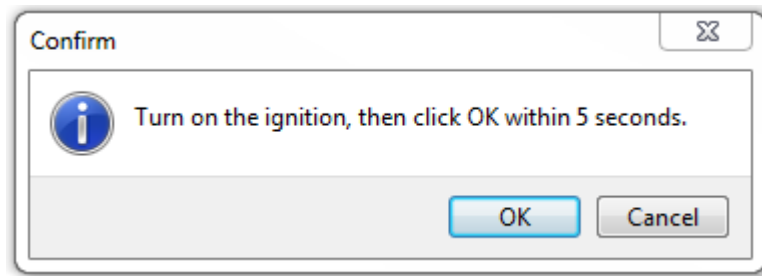 Confirm
Turn on the ignition, then click OK within 5 seconds.
OK
Cancel